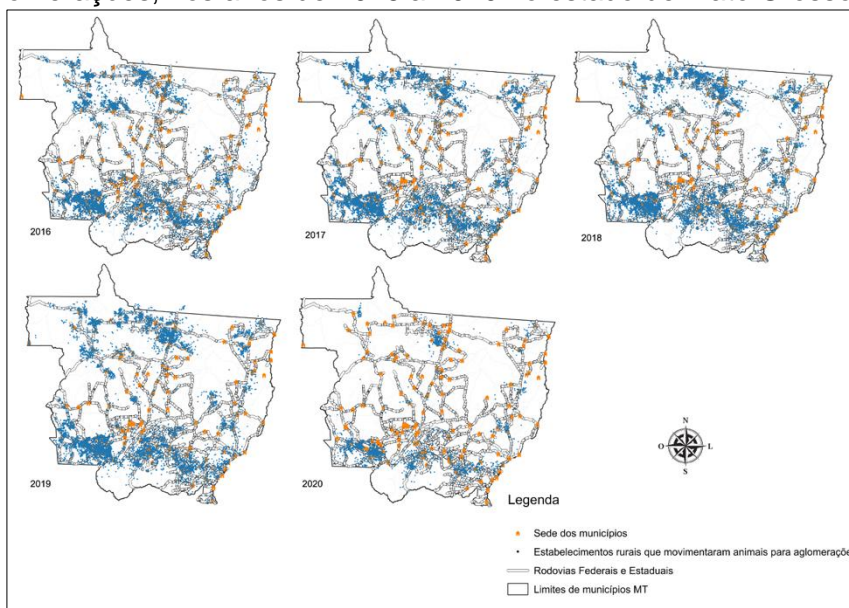 2016
2017
2018
2019
2020
N
O
L
S
Legenda
Sede dos municípios
Estabelecimentos rurais que movimentaram animais para aglomeraçõe
Rodovias Federais e Estaduais
Limites de municípios MT